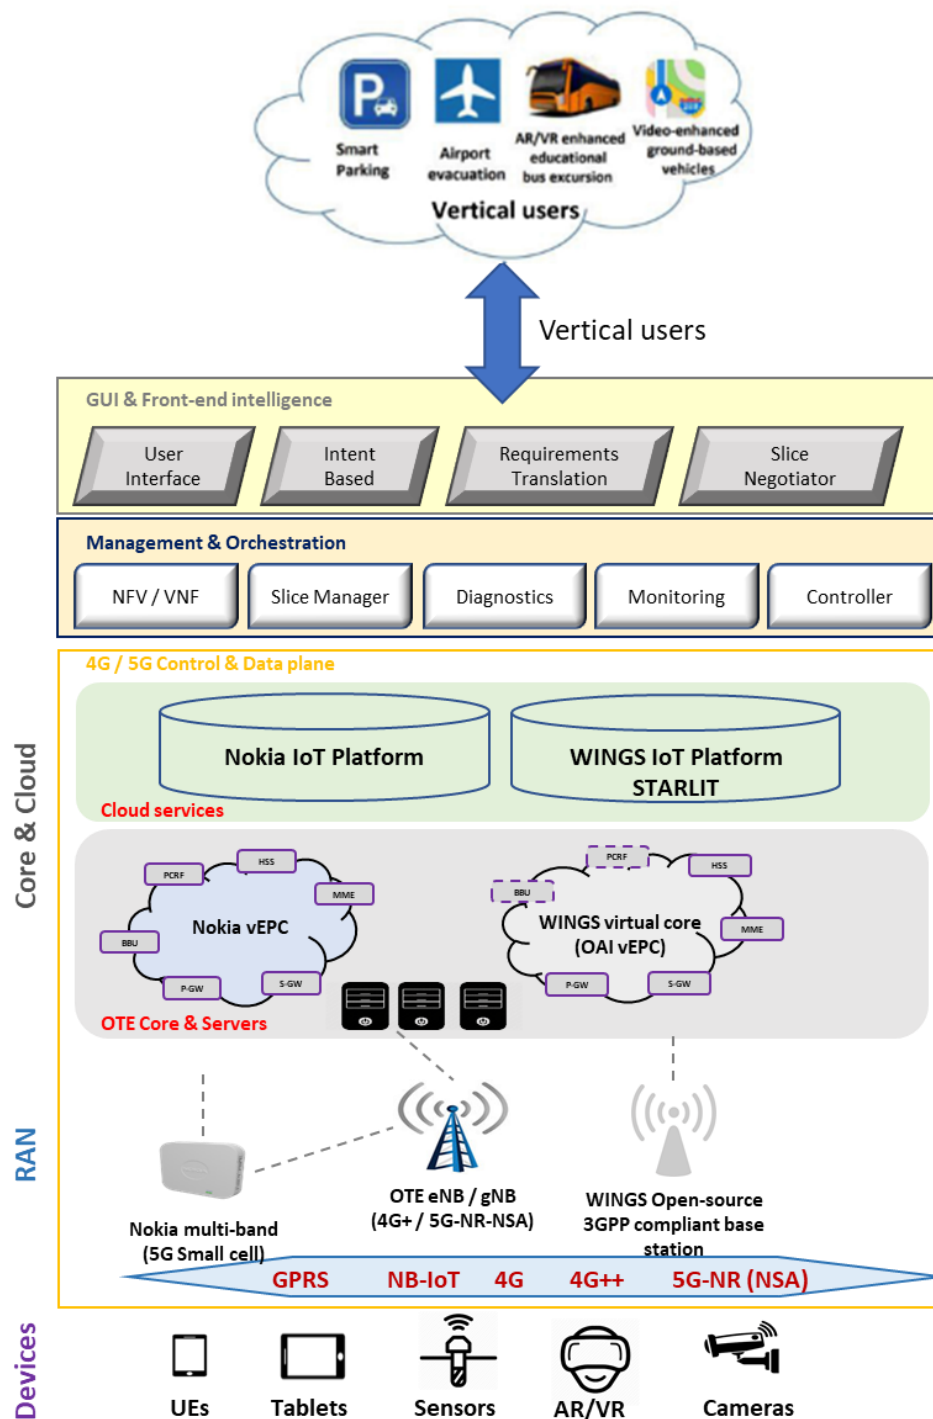 P
Smart
Parking
Airport
evacuation
AR/VR enhanced
educational
bus excursion
Video-enhanced
ground-based
vehicles
Vertical users
Vertical users
GUI & Front-end intelligence
User
Interface
Intent
Based
Requirements
Translation
Slice
Negotiator
Management & Orchestration
NFV / VNF
Slice Manager
Diagnostics
Monitoring
Controller
4G / 5G Control & Data plane
Core & Cloud
Nokia IoT Platform
WINGS IoT Platform
STARLIT
Cloud services
HSS
PCRF
MME
BBU
Nokia vEPC
P-GW
S-GW
PCRF
HSS
BBU
MME
WINGS virtual core
(OAI vEPC)
P-GW
S-GW
OTE Core & Servers
RAN
Nokia multi-band
(5G Small cell)
OTE eNB / gNB
(4G+ / 5G-NR-NSA)
WINGS Open-source
3GPP compliant base
station
GPRS NB-IoT 4G 4G++ 5G-NR (NSA)
Devices
UEs
Tablets
Sensors
AR/VR
Cameras